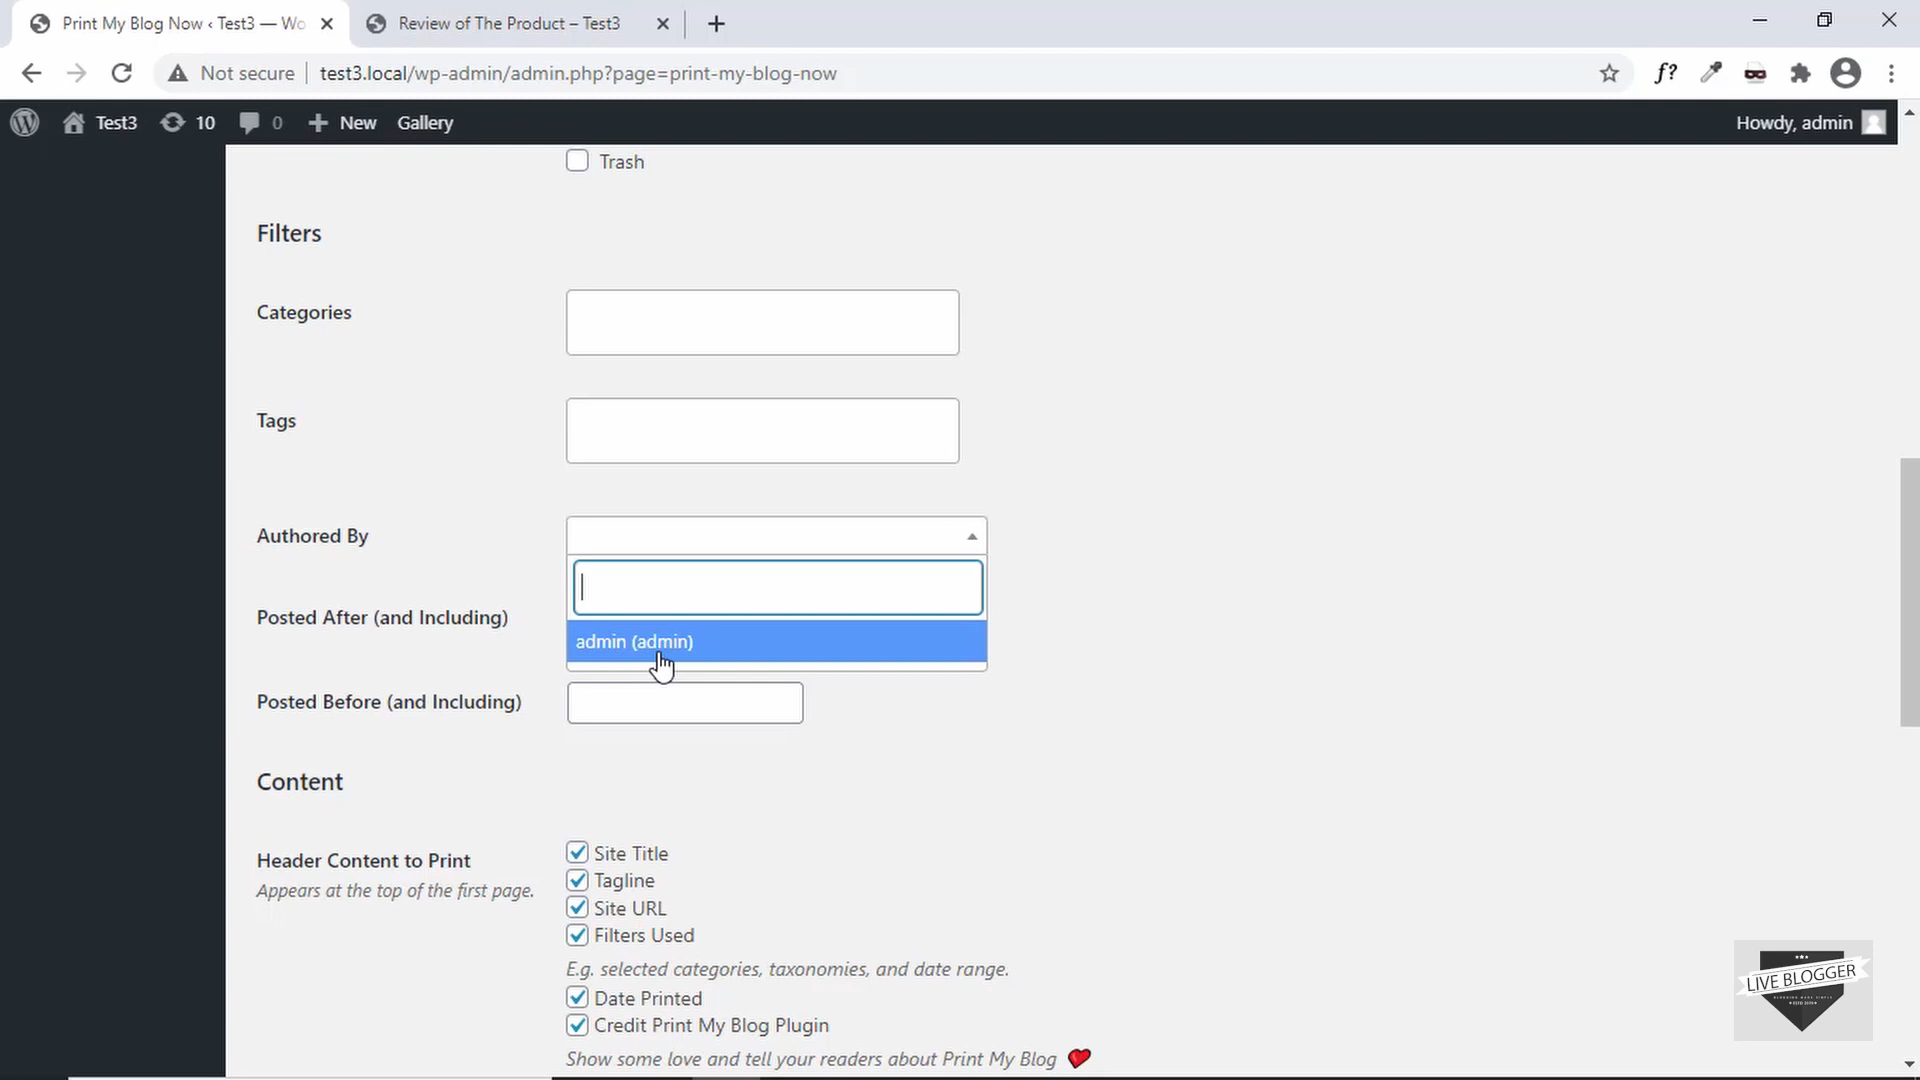 Print My Blog Now ‹ Test3 — Wo
Review of The Product – Test3
Not secure
test3.local/wp-admin/admin.php?page=print-my-blog-now
f?
Test3
10
0
New
Gallery
Howdy, admin
Trash
Filters
Categories
Tags
Authored By
admin (admin)
Posted After (and Including)
Posted Before (and Including)
Content
Header Content to Print
Appears at the top of the first page.
Site Title
Tagline
Site URL
Filters Used
E.g. selected categories, taxonomies, and date range.
Date Printed
Credit Print My Blog Plugin
Show some love and tell your readers about Print My Blog
LIVE BLOGGER
BLOGGING MADE SIMPLE